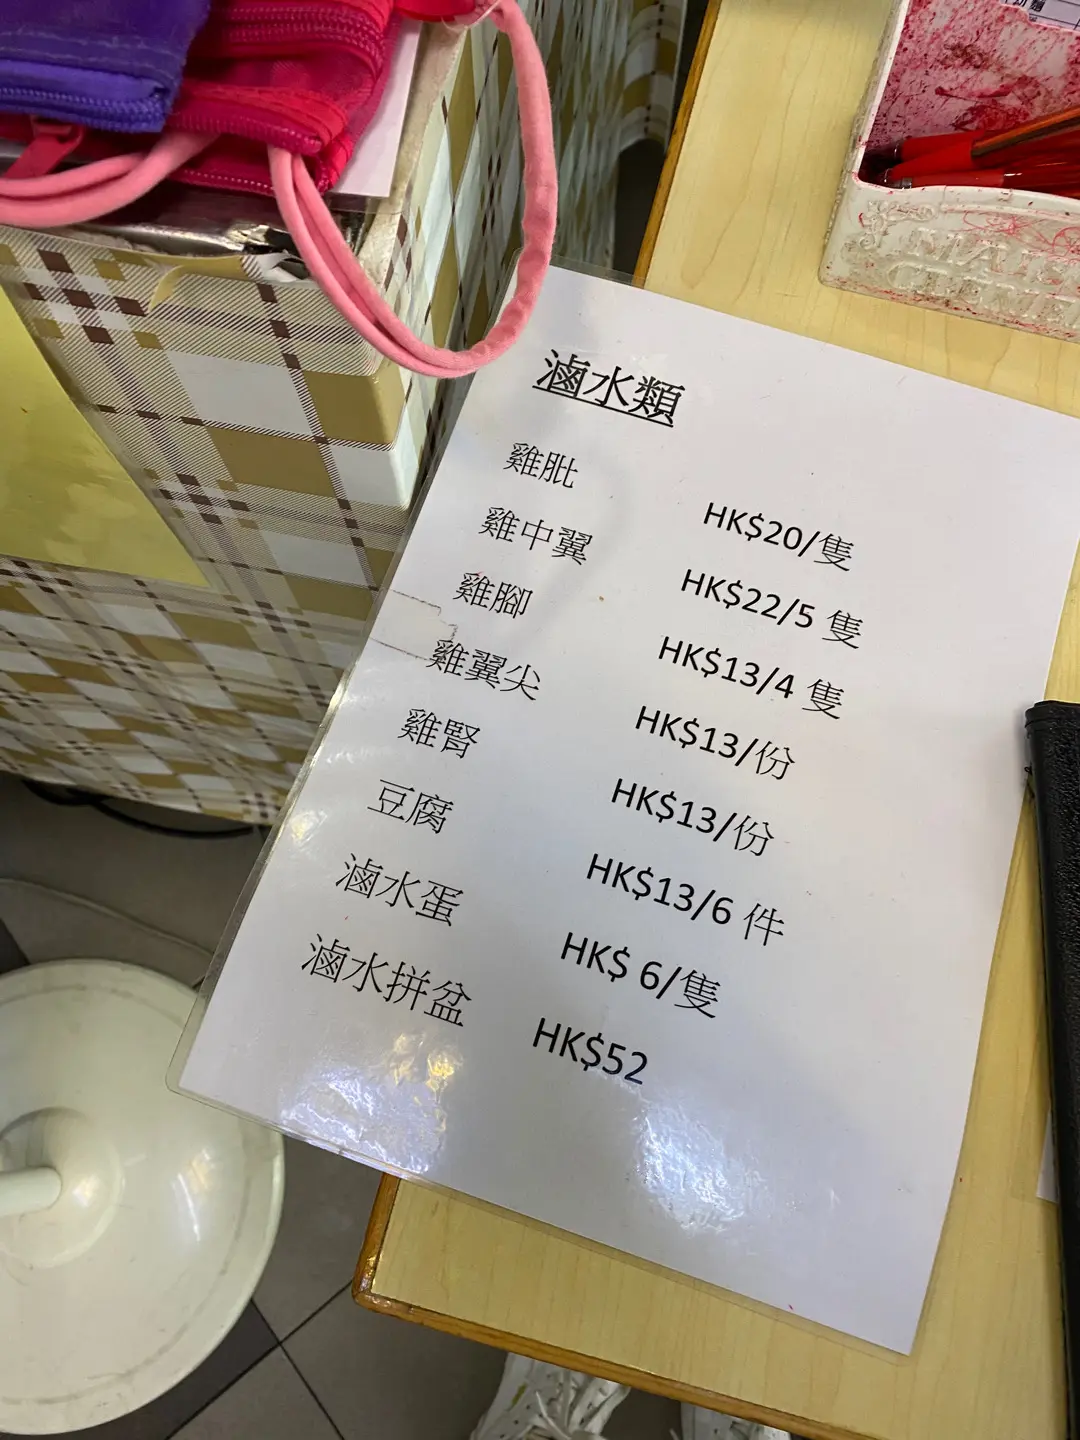 滷水類
雞肶 HK$20/隻
雞中翼 HK$22/5 隻
雞腳 HK$13/4 隻
雞翼尖 HK$13/份
雞腎 HK$13/份
豆腐 HK$13/6 件
滷水蛋 HK$ 6/隻
滷水拼盆 HK$52